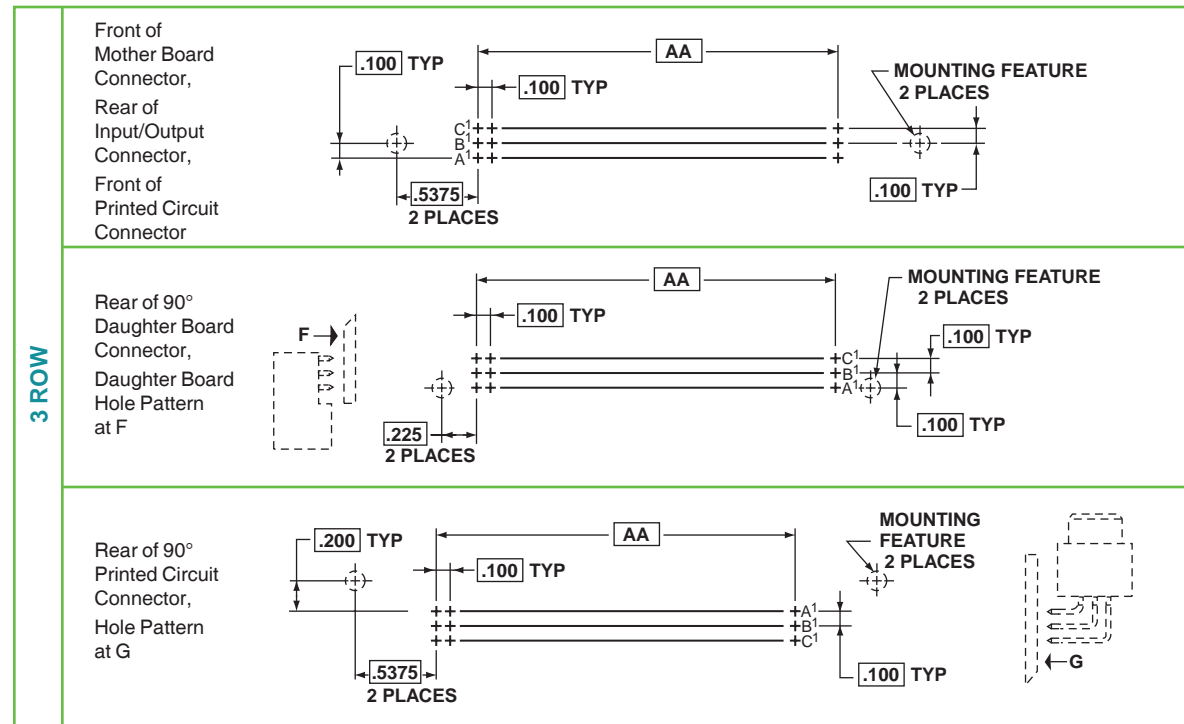 3 ROW
Front of
Mother Board
Connector,
Rear of
Input/Output
Connector,
Front of
Printed Circuit
Connector
.100 TYP
AA
.100 TYP
MOUNTING FEATURE
2 PLACES
C1
B1
A1
.5375
2 PLACES
.100 TYP
Rear of 90°
Daughter Board
Connector,
Daughter Board
Hole Pattern
at F
F
AA
.100 TYP
MOUNTING FEATURE
2 PLACES
.100 TYP
C1
B1
A1
.225
2 PLACES
.100 TYP
Rear of 90°
Printed Circuit
Connector,
Hole Pattern
at G
.200 TYP
AA
.100 TYP
MOUNTING
FEATURE
2 PLACES
A1
B1
C1
.5375
2 PLACES
.100 TYP
G